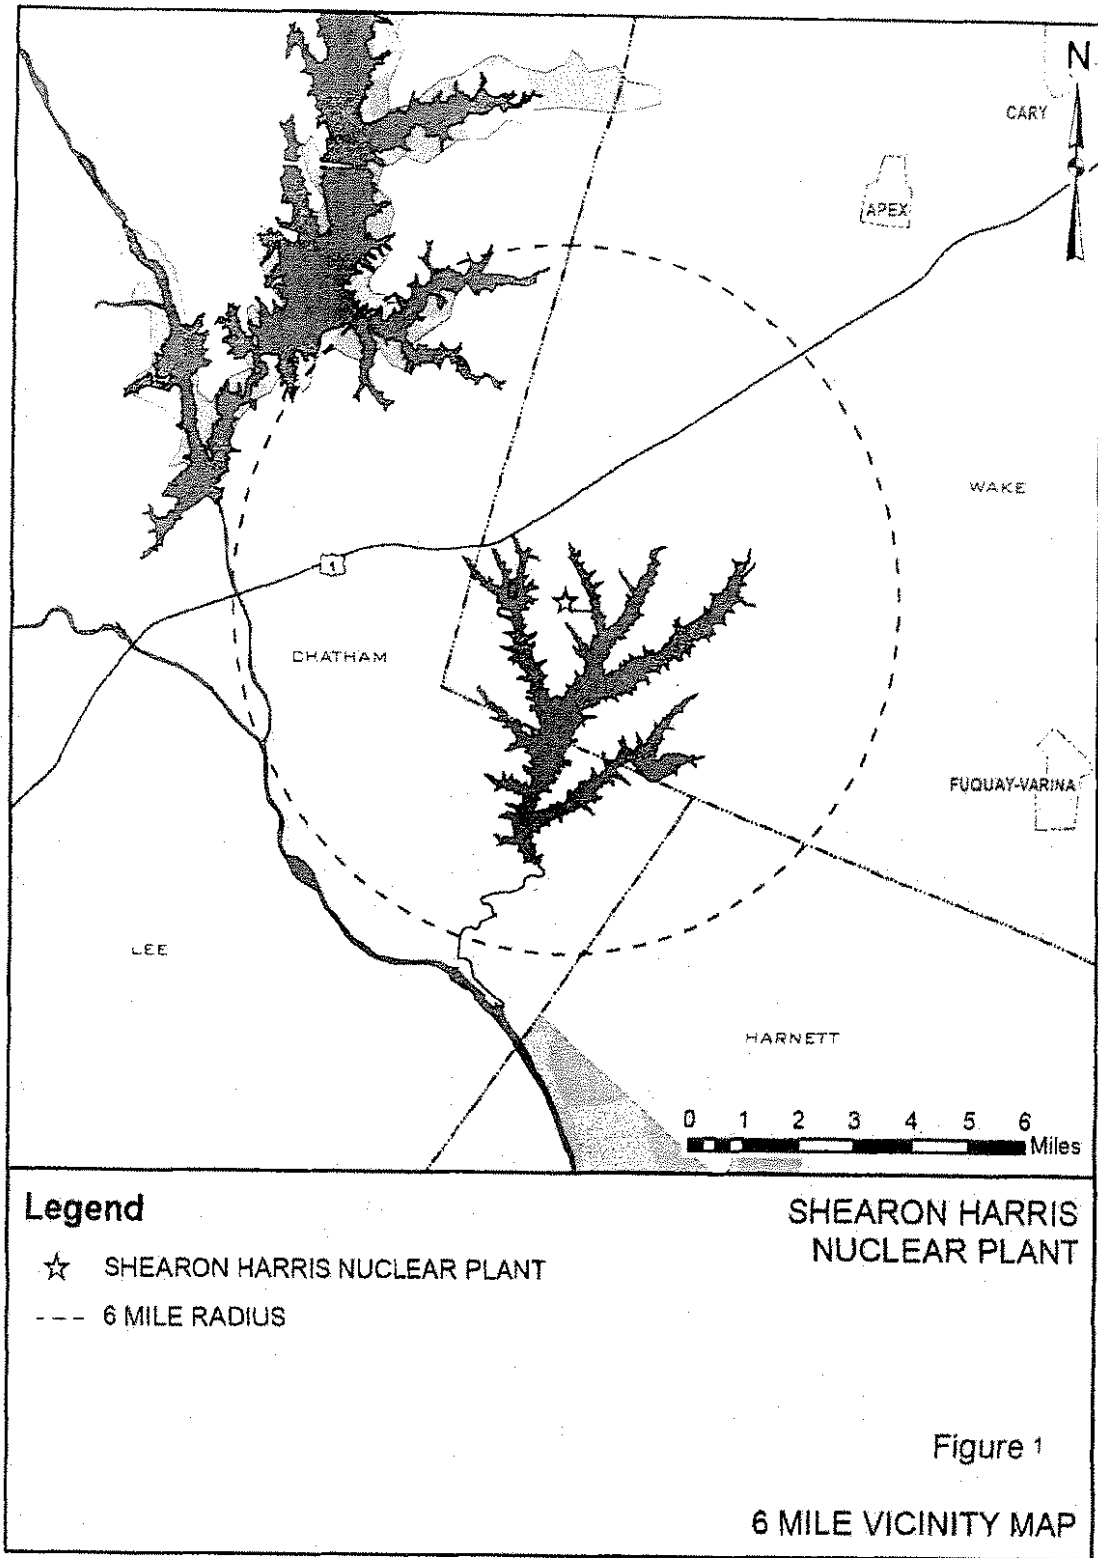 N
CARY
APEX
WAKE
1
CHATHAM
FUQUAY-VARINA
LEE
HARNETT
0 1 2 3 4 5 6
Miles
Legend
SHEARON HARRIS NUCLEAR PLANT
6 MILE RADIUS
SHEARON HARRIS
NUCLEAR PLANT
Figure 1
6 MILE VICINITY MAP